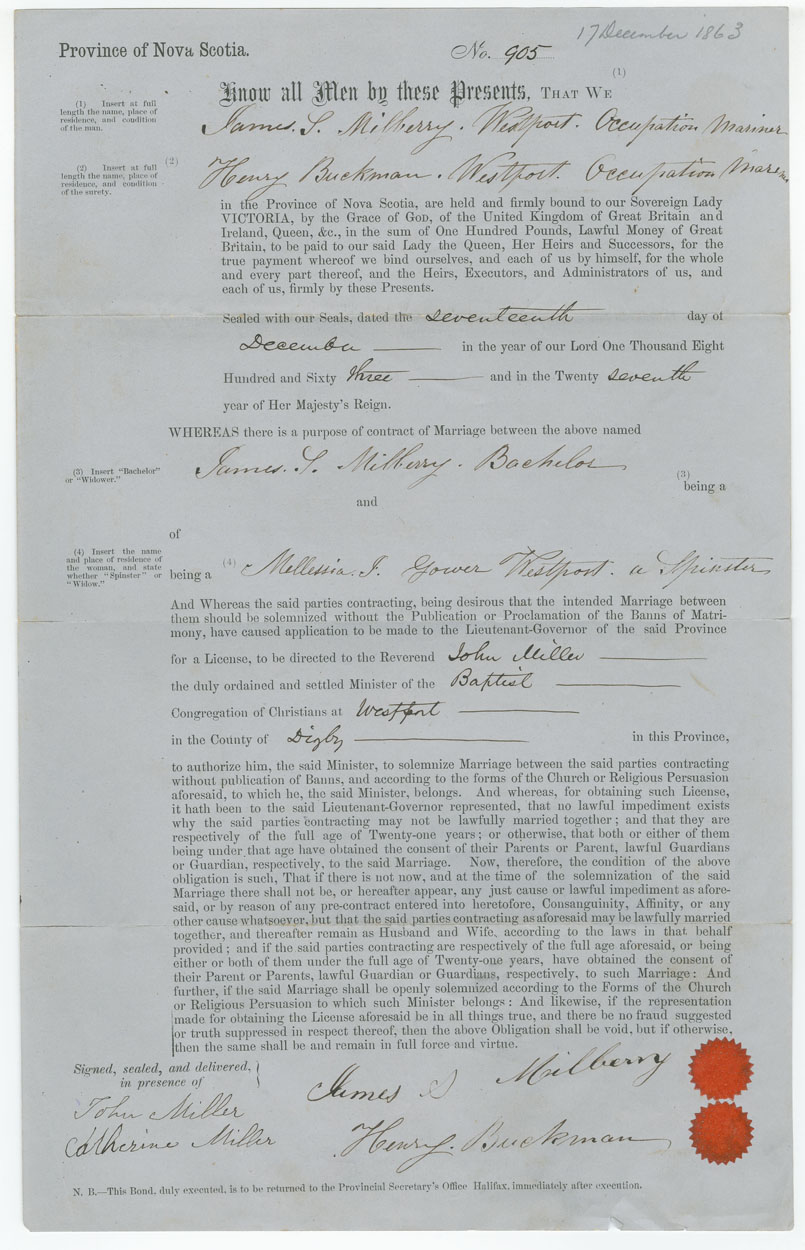 17 December 1863
Province of Nova Scotia.
No. 905
(1)
Know all Men by these Presents, THAT WE
(1) Insert at full
length the name, place of
residence, and condition
of the man.
James. S. Milberry. Westport. Occupation Mariner
(2) Insert at full
length the name, place of
residence, and condition
of the surety.
(2)
Henry Buckman. Westport. Occupation Mariner
in the Province of Nova Scotia, are held and firmly bound to our Sovereign Lady
VICTORIA, by the Grace of GOD, of the United Kingdom of Great Britain and
Ireland, Queen, &c., in the sum of One Hundred Pounds, Lawful Money of Great
Britain, to be paid to our said Lady the Queen, Her Heirs and Successors, for the
true payment whereof we bind ourselves, and each of us by himself, for the whole
and every part thereof, and the Heirs, Executors, and Administrators of us, and
each of us, firmly by these Presents.
Sealed with our Seals, dated the seventeenth day of
December in the year of our Lord One Thousand Eight
Hundred and Sixty three and in the Twenty seventh
year of Her Majesty's Reign.
WHEREAS there is a purpose of contract of Marriage between the above named
(3) Insert "Bachelor"
or "Widower."
James. S. Milberry. Bachelor
(3)
being a
and
of
(4) Insert the name
and place of residence of
the woman, and state
whether "Spinster" or
"Widow."
being a (4) Mellessia. J. Gower Westport. a Spinster
And Whereas the said parties contracting, being desirous that the intended Marriage between
them should be solemnized without the Publication or Proclamation of the Banns of Matri-
mony, have caused application to be made to the Lieutenant-Governor of the said Province
for a License, to be directed to the Reverend John Miller
the duly ordained and settled Minister of the Baptist
Congregation of Christians at Westport
in the County of Digby in this Province,
to authorize him, the said Minister, to solemnize Marriage between the said parties contracting
without publication of Banns, and according to the forms of the Church or Religious Persuasion
aforesaid, to which he, the said Minister, belongs. And whereas, for obtaining such License,
it hath been to the said Lieutenant-Governor represented, that no lawful impediment exists
why the said parties contracting may not be lawfully married together; and that they are
respectively of the full age of Twenty-one years; or otherwise, that both or either of them
being under that age have obtained the consent of their Parents or Parent, lawful Guardians
or Guardian, respectively, to the said Marriage. Now, therefore, the condition of the above
obligation is such, That if there is not now, and at the time of the solemnization of the said
Marriage there shall not be, or hereafter appear, any just cause or lawful impediment as afore-
said, or by reason of any pre-contract entered into heretofore, Consanguinity, Affinity, or any
other cause whatsoever, but that the said parties contracting as aforesaid may be lawfully married
together, and thereafter remain as Husband and Wife, according to the laws in that behalf
provided; and if the said parties contracting are respectively of the full age aforesaid, or being
either or both of them under the full age of Twenty-one years, have obtained the consent of
their Parent or Parents, lawful Guardian or Guardians, respectively, to such Marriage: And
further, if the said Marriage shall be openly solemnized according to the Forms of the Church
or Religious Persuasion to which such Minister belongs: And likewise, if the representation
made for obtaining the License aforesaid be in all things true, and there be no fraud suggested
or truth suppressed in respect thereof, then the above Obligation shall be void, but if otherwise,
then the same shall be and remain in full force and virtue.
Signed, sealed, and delivered,
in presence of
James S Milberry
John Miller
Catherine Miller
Henry. Buckman
N. B.—This Bond, duly executed, is to be returned to the Provincial Secretary's Office Halifax, immediately after execution.